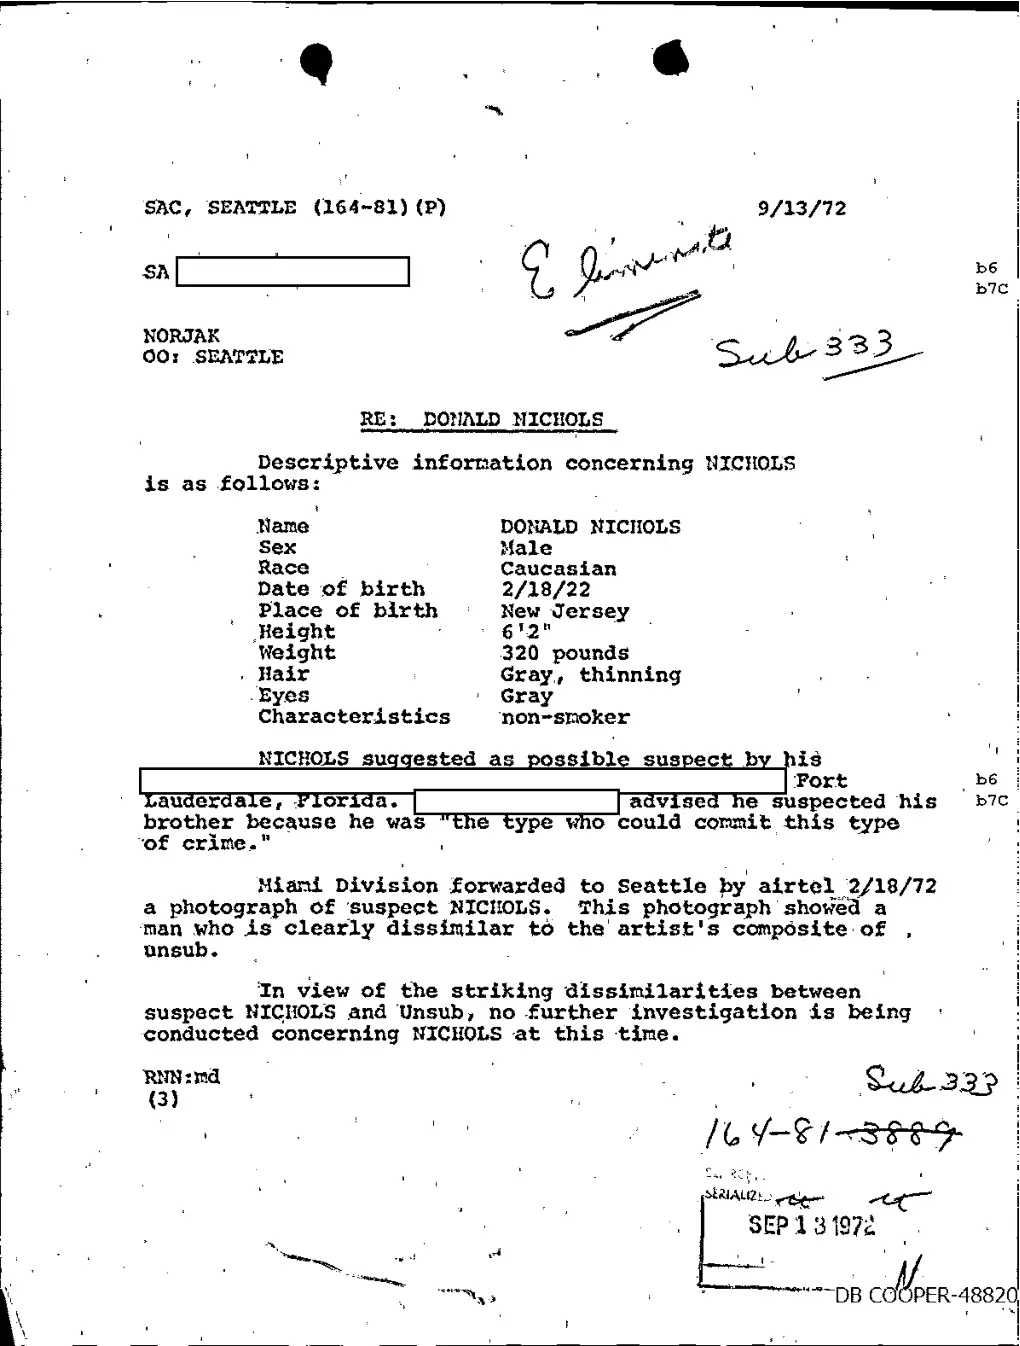 SAC, SEATTLE (164-81)(P) 9/13/72
Eliminate
SA
b6
b7C
NORJAK
OO: SEATTLE
Sub 333
RE: DONALD NICHOLS
Descriptive information concerning NICHOLS
is as follows:
Name DONALD NICHOLS
Sex Male
Race Caucasian
Date of birth 2/18/22
Place of birth New Jersey
Height 6'2"
Weight 320 pounds
Hair Gray, thinning
Eyes Gray
Characteristics non-smoker
NICHOLS suggested as possible suspect by his
Fort b6
Lauderdale, Florida. advised he suspected his b7C
brother because he was "the type who could commit this type
of crime."
Miami Division forwarded to Seattle by airtel 2/18/72
a photograph of suspect NICHOLS. This photograph showed a
man who is clearly dissimilar to the artist's composite of
unsub.
In view of the striking dissimilarities between
suspect NICHOLS and Unsub, no further investigation is being
conducted concerning NICHOLS at this time.
RNN:md
(3)
Sub 333
164-81-3889
SEP 13 1972
DB COOPER-48820